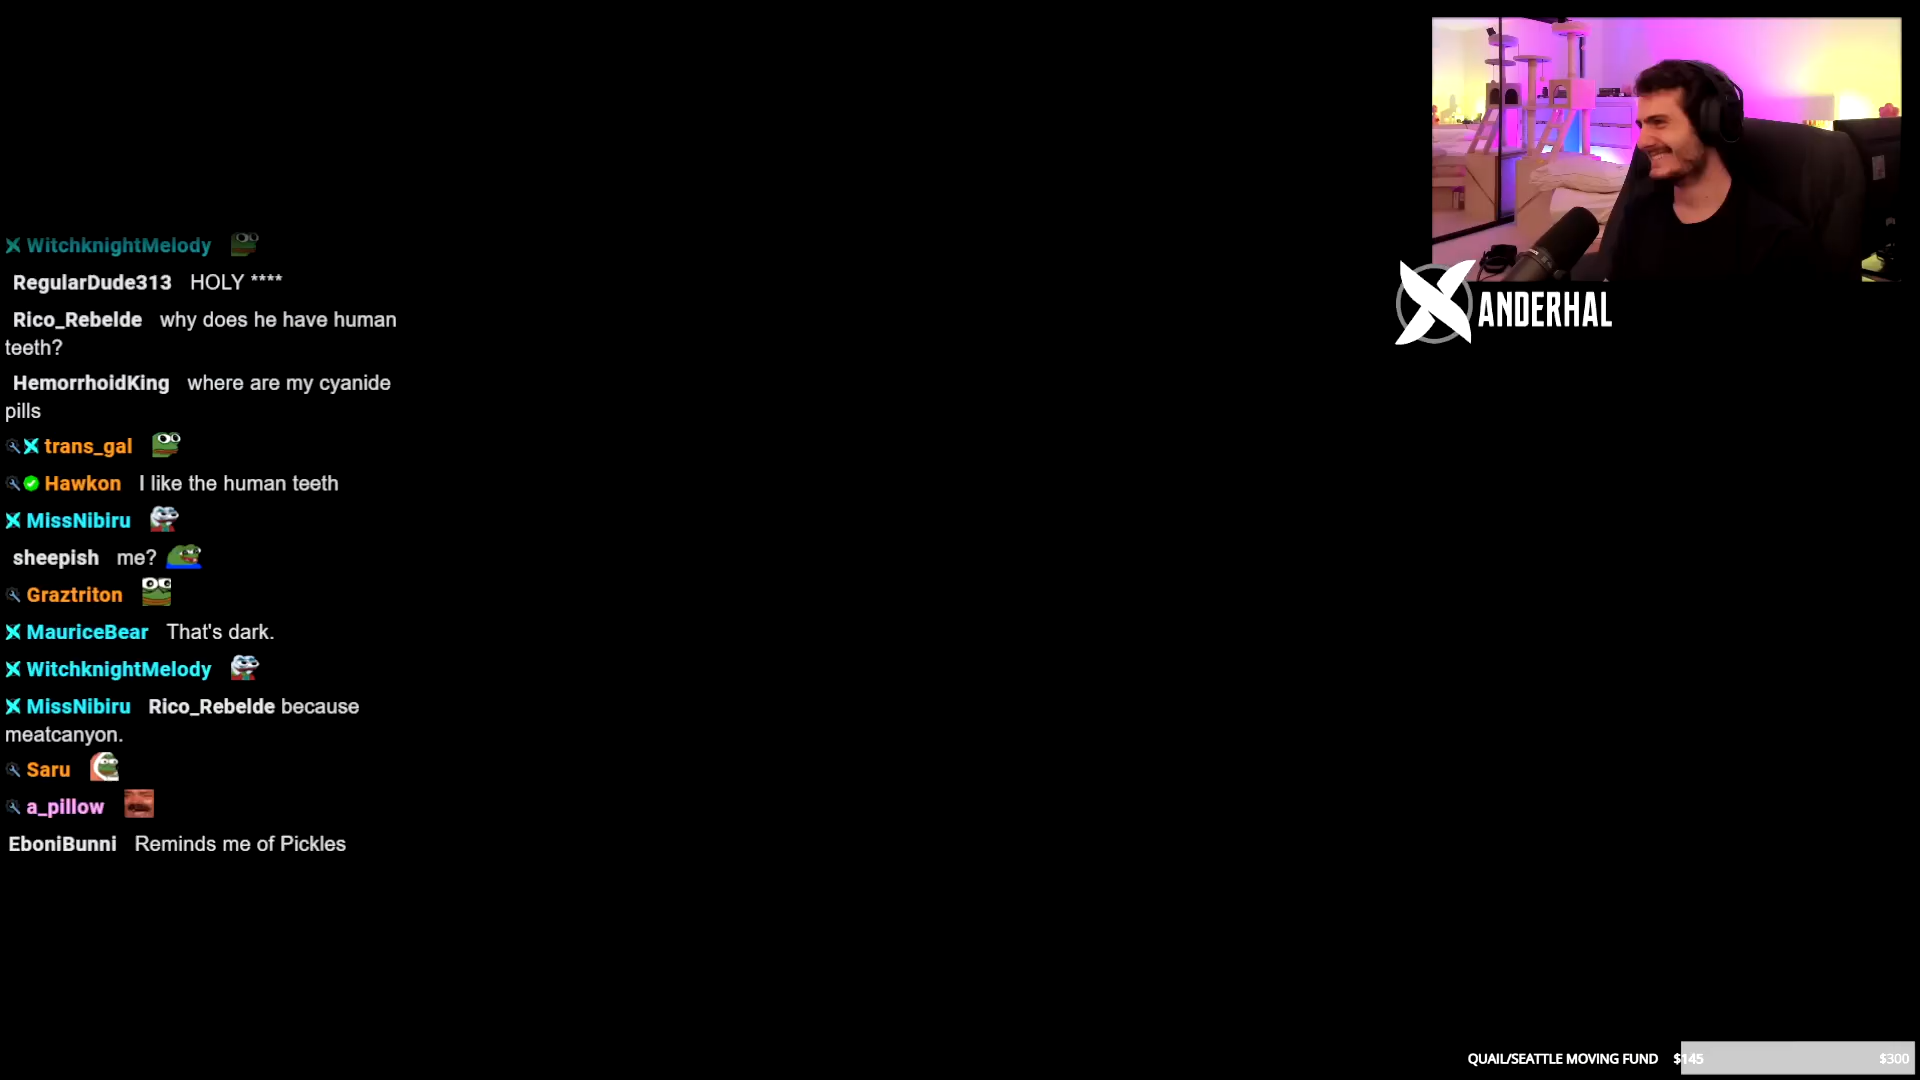 WitchknightMelody
RegularDude313 HOLY ****
Rico_Rebelde why does he have human
teeth?
HemorrhoidKing where are my cyanide
pills
trans_gal
Hawkon I like the human teeth
MissNibiru
sheepish me?
Graztriton
MauriceBear That's dark.
WitchknightMelody
MissNibiru Rico_Rebelde because
meatcanyon.
Saru
a_pillow
EboniBunni Reminds me of Pickles
XANDERHAL
QUAIL/SEATTLE MOVING FUND $145 $300